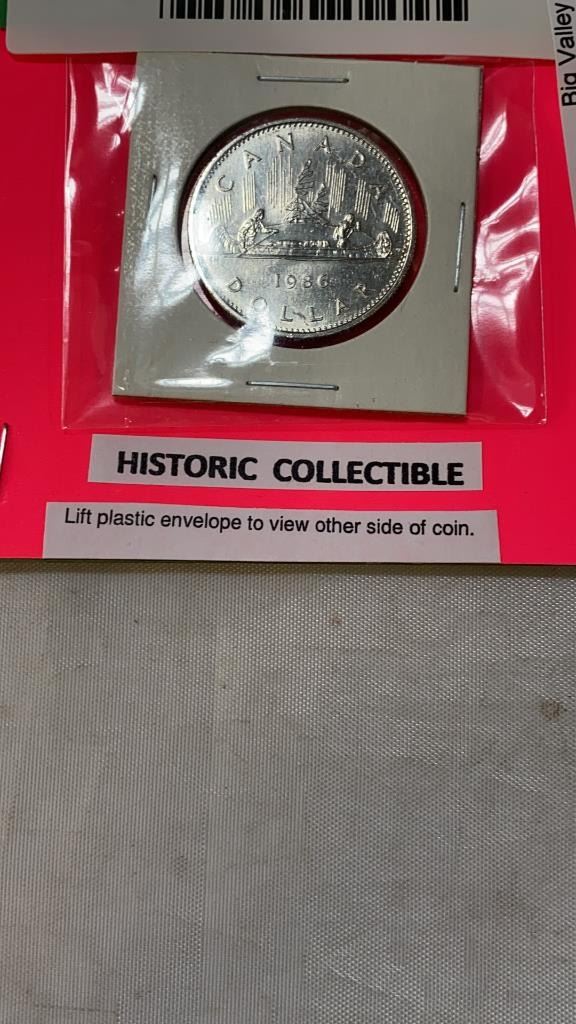 Big Valley
CANADA
1986
DOLLAR
HISTORIC COLLECTIBLE
Lift plastic envelope to view other side of coin.